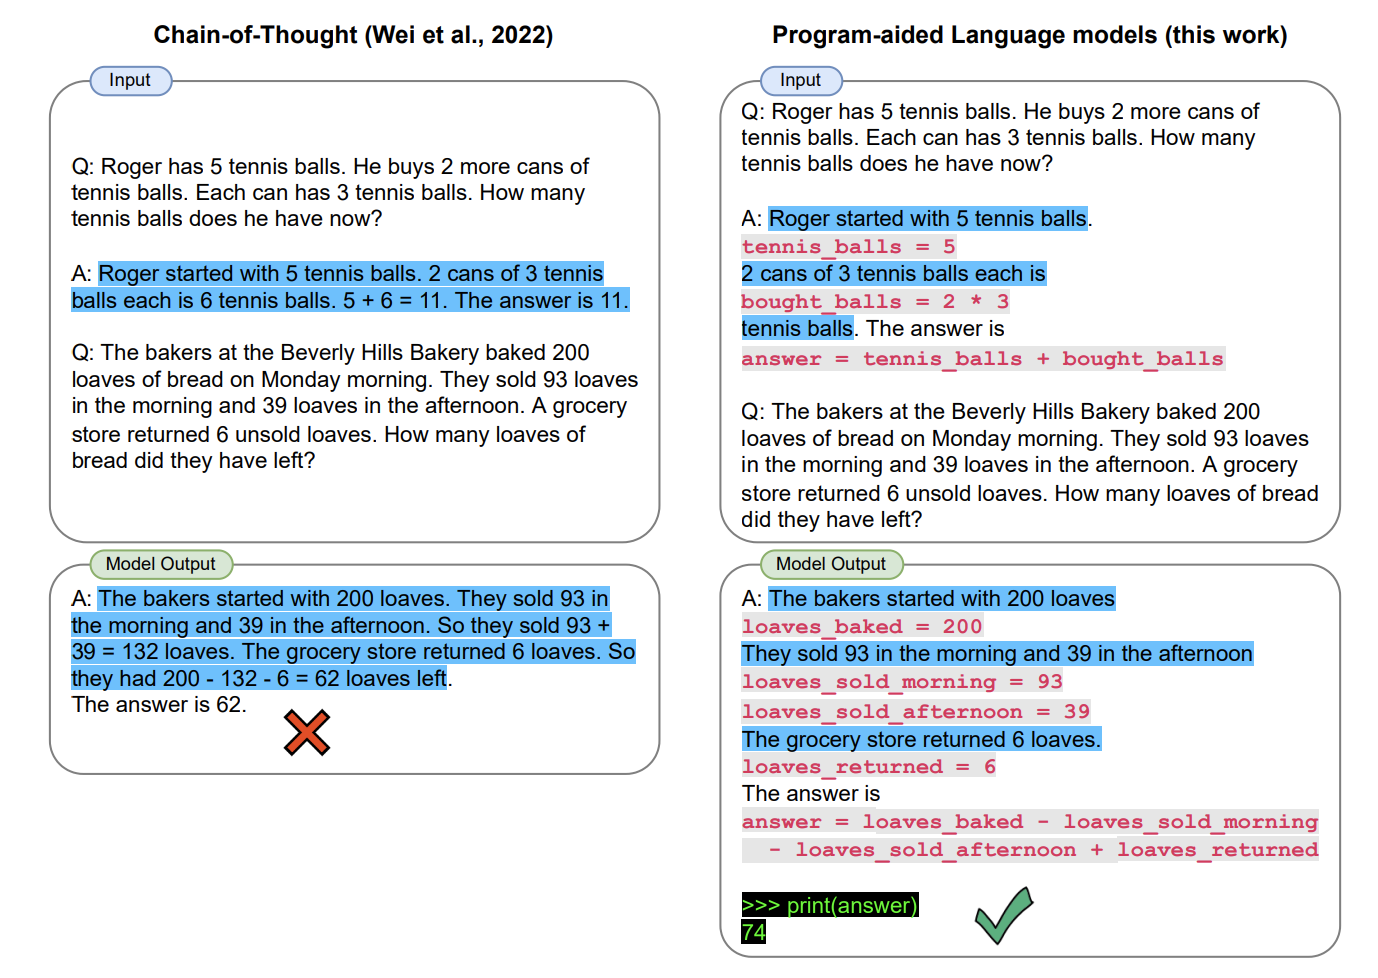 Chain-of-Thought (Wei et al., 2022)
Input
Q: Roger has 5 tennis balls. He buys 2 more cans of
tennis balls. Each can has 3 tennis balls. How many
tennis balls does he have now?
A: Roger started with 5 tennis balls. 2 cans of 3 tennis
balls each is 6 tennis balls. 5 + 6 = 11. The answer is 11.
Q: The bakers at the Beverly Hills Bakery baked 200
loaves of bread on Monday morning. They sold 93 loaves
in the morning and 39 loaves in the afternoon. A grocery
store returned 6 unsold loaves. How many loaves of
bread did they have left?
Model Output
A: The bakers started with 200 loaves. They sold 93 in
the morning and 39 in the afternoon. So they sold 93 +
39 = 132 loaves. The grocery store returned 6 loaves. So
they had 200 - 132 - 6 = 62 loaves left.
The answer is 62.
Program-aided Language models (this work)
Input
Q: Roger has 5 tennis balls. He buys 2 more cans of
tennis balls. Each can has 3 tennis balls. How many
tennis balls does he have now?
A: Roger started with 5 tennis balls.
tennis_balls = 5
2 cans of 3 tennis balls each is
bought_balls = 2 * 3
tennis balls. The answer is
answer = tennis_balls + bought_balls
Q: The bakers at the Beverly Hills Bakery baked 200
loaves of bread on Monday morning. They sold 93 loaves
in the morning and 39 loaves in the afternoon. A grocery
store returned 6 unsold loaves. How many loaves of bread
did they have left?
Model Output
A: The bakers started with 200 loaves
loaves_baked = 200
They sold 93 in the morning and 39 in the afternoon
loaves_sold_morning = 93
loaves_sold_afternoon = 39
The grocery store returned 6 loaves.
loaves_returned = 6
The answer is
answer = loaves_baked - loaves_sold_morning
- loaves_sold_afternoon + loaves_returned
>>> print(answer)
74